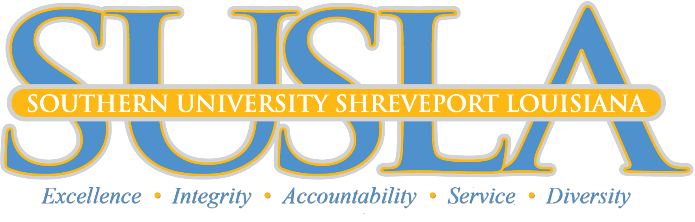 SUSLA
SOUTHERN UNIVERSITY SHREVEPORT LOUISIANA
Excellence • Integrity • Accountability • Service • Diversity